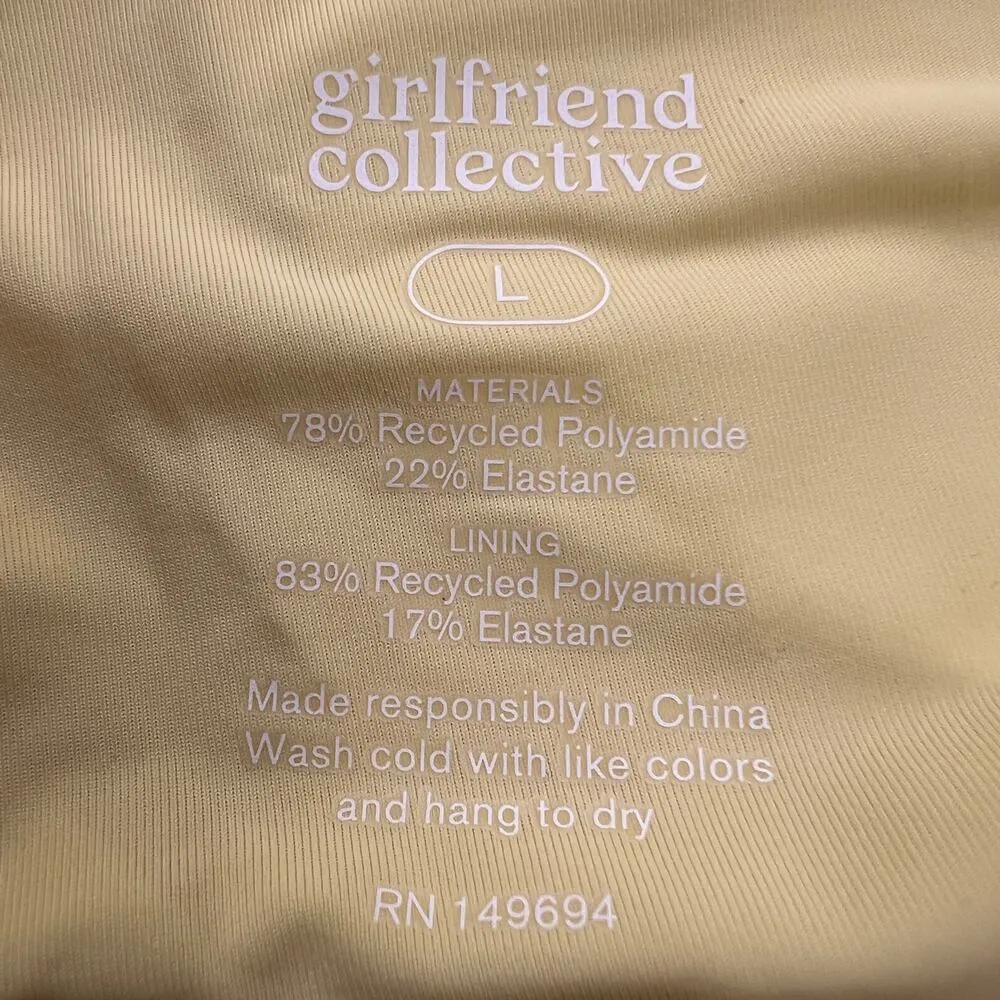 girlfriend
collective
L
MATERIALS
78% Recycled Polyamide
22% Elastane
LINING
83% Recycled Polyamide
17% Elastane
Made responsibly in China
Wash cold with like colors
and hang to dry
RN 149694